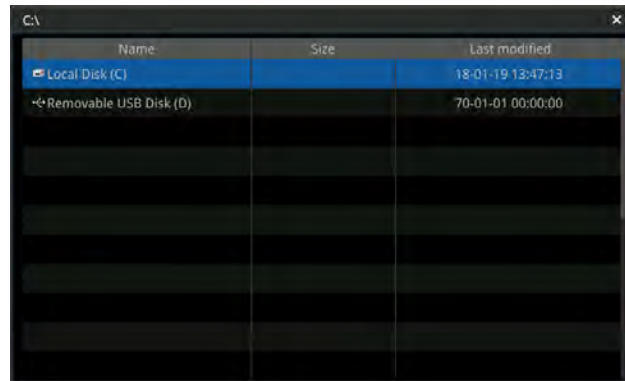 C:\ ×
Name Size Last modified
Local Disk (C) 18-01-19 13:47:13
Removable USB Disk (D) 70-01-01 00:00:00